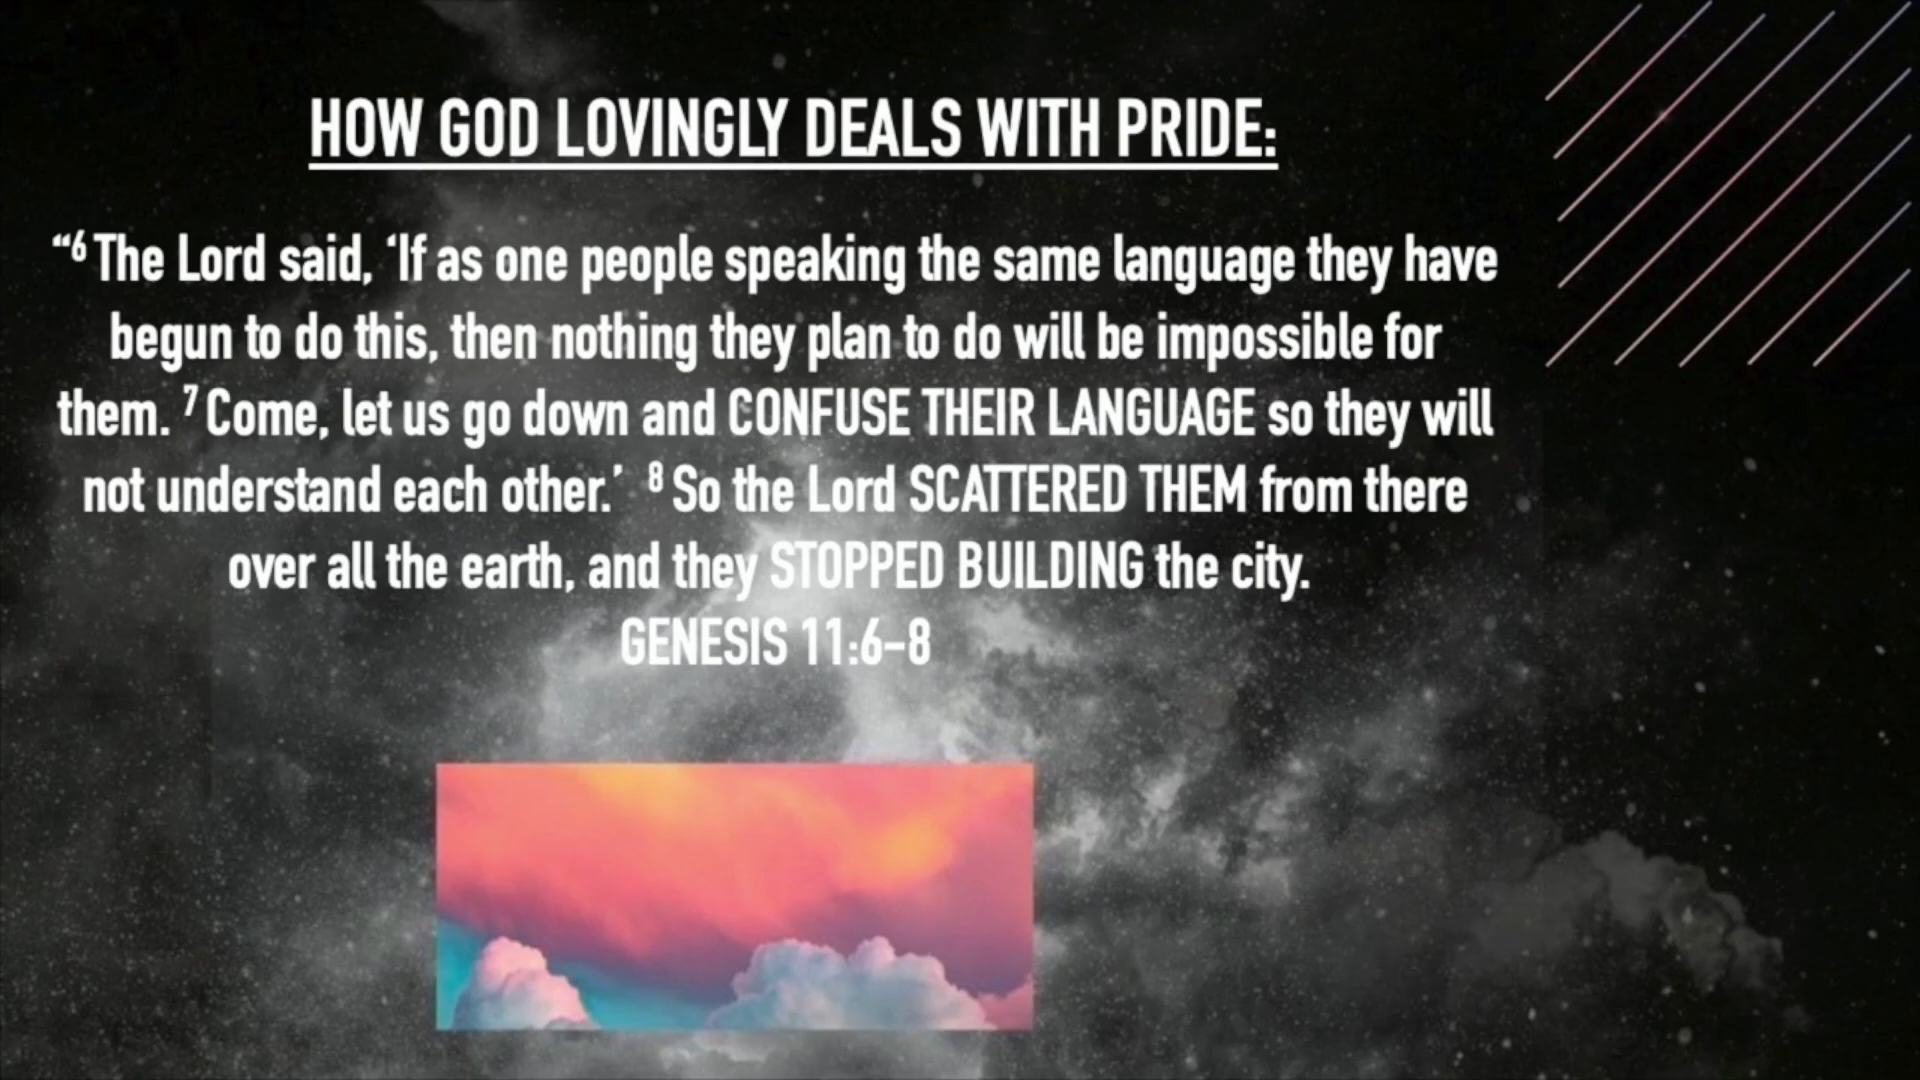 HOW GOD LOVINGLY DEALS WITH PRIDE:
“⁶ The Lord said, ‘If as one people speaking the same language they have
begun to do this, then nothing they plan to do will be impossible for
them. ⁷ Come, let us go down and CONFUSE THEIR LANGUAGE so they will
not understand each other.’ ⁸ So the Lord SCATTERED THEM from there
over all the earth, and they STOPPED BUILDING the city.
GENESIS 11:6–8